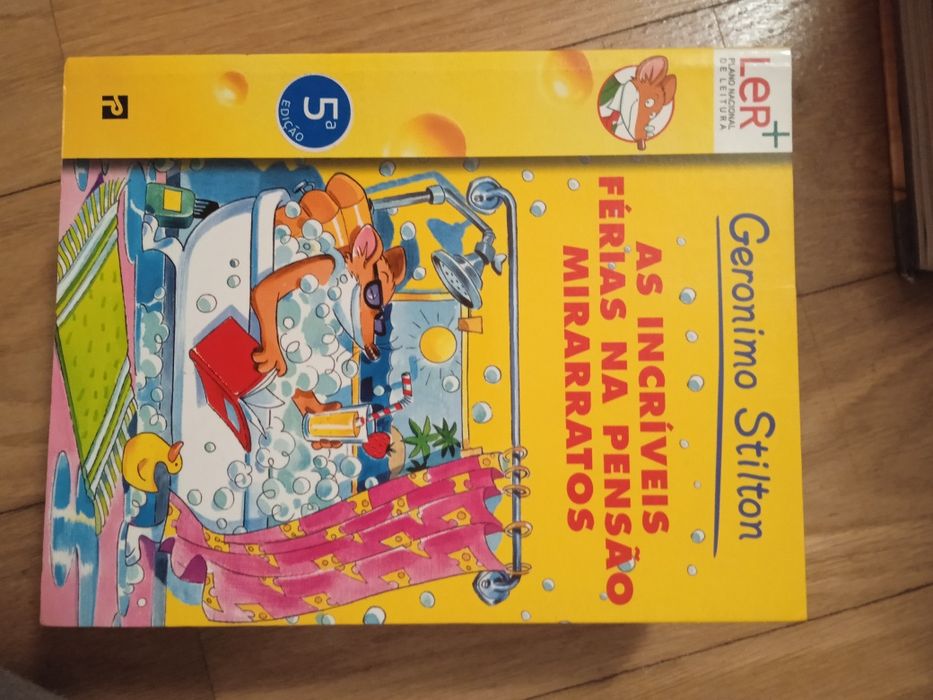 LeR+
PLANO NACIONAL
DE LEITURA
5ª
EDIÇÃO
Geronimo Stilton
AS INCRÍVEIS
FÉRIAS NA PENSÃO
MIRARRATOS